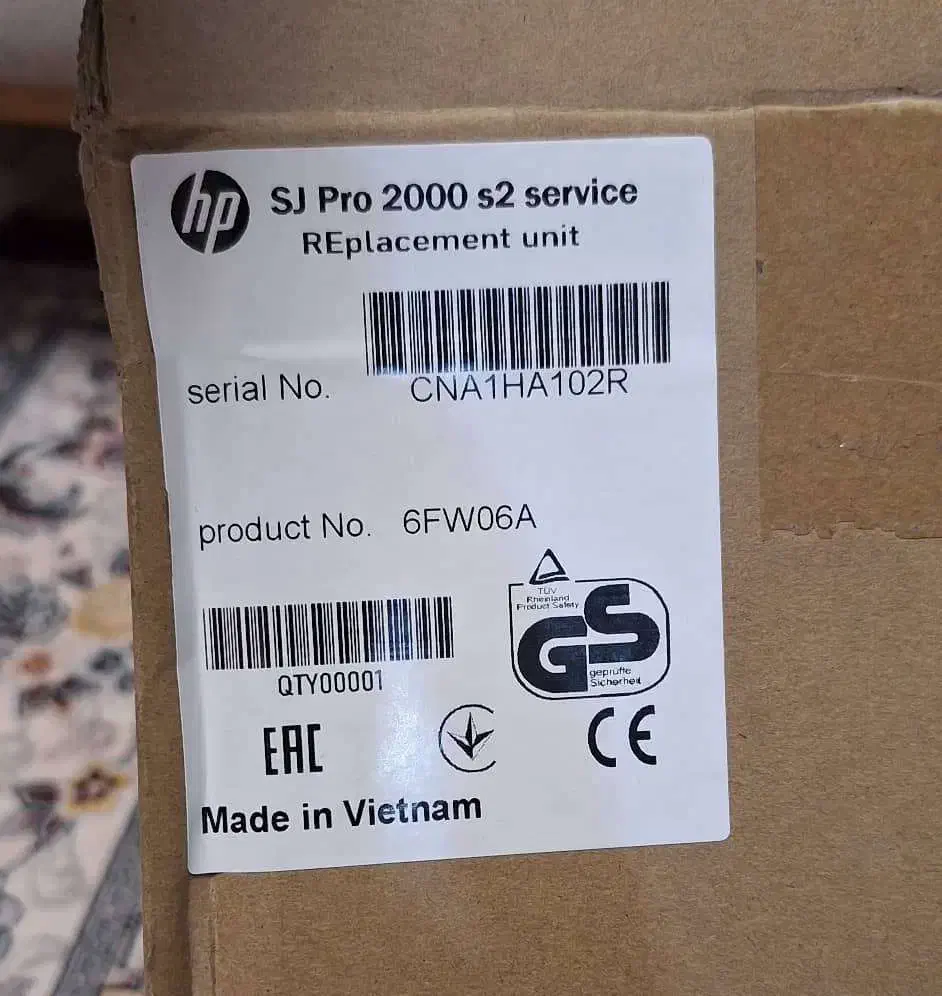 hp SJ Pro 2000 s2 service
REplacement unit
serial No. CNA1HA102R
product No. 6FW06A
TÜV
Rheinland
Product Safety
GS
geprüfte
Sicherheit
QTY00001
EAC
CE
Made in Vietnam